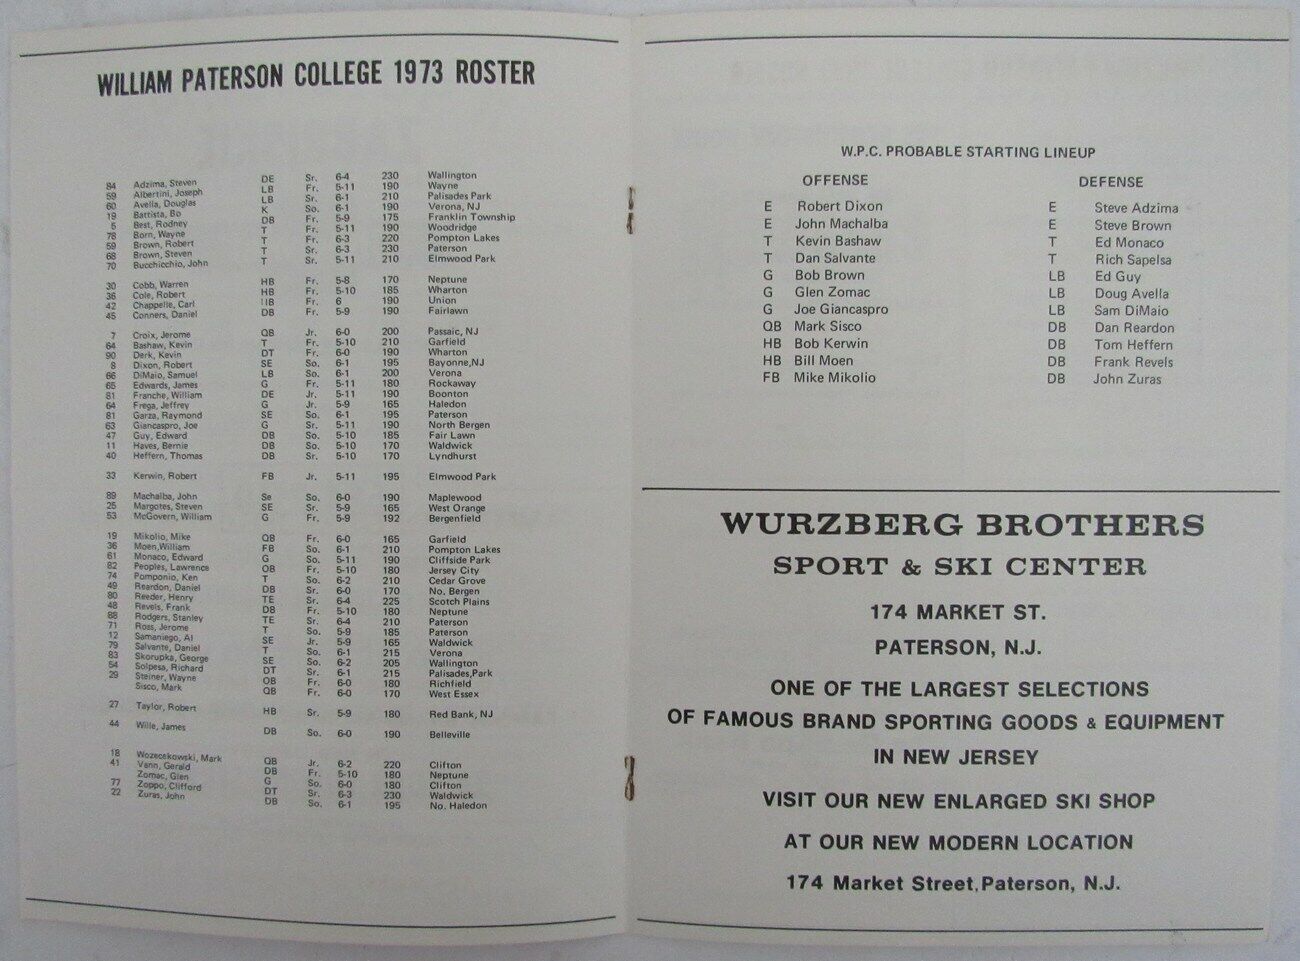 WILLIAM PATERSON COLLEGE 1973 ROSTER
84 Adzima, Steven DE Sr. 6-4 230 Wallington
59 Albertini, Joseph LB Fr. 5-11 190 Wayne
60 Avella, Douglas LB Sr. 6-1 210 Palisades Park
19 Battista, Bo K So. 6-1 190 Verona, NJ
5 Best, Rodney DB Fr. 5-9 175 Franklin Township
78 Born, Wayne T Fr. 5-11 190 Woodridge
59 Brown, Robert T Fr. 6-3 220 Pompton Lakes
68 Brown, Steven T Sr. 6-3 230 Paterson
70 Bucchicchio, John T Sr. 5-11 210 Elmwood Park
30 Cobb, Warren HB Fr. 5-8 170 Neptune
36 Cole, Robert HB Fr. 5-10 185 Wharton
42 Chappelle, Carl HB Fr. 6 190 Union
45 Conners, Daniel DB Fr. 5-9 190 Fairlawn
7 Croix, Jerome QB Jr. 6-0 200 Passaic, NJ
64 Bashaw, Kevin T Fr. 5-10 210 Garfield
90 Derk, Kevin DT Fr. 6-0 190 Wharton
8 Dixon, Robert SE So. 6-1 195 Bayonne,NJ
66 DiMaio, Samuel LB So. 6-1 200 Verona
65 Edwards, James G Fr. 5-11 180 Rockaway
81 Franche, William DE Jr. 5-11 190 Boonton
64 Frega, Jeffrey G Jr. 5-9 165 Haledon
81 Garza, Raymond SE So. 6-1 195 Paterson
63 Giancaspro, Joe G Sr. 5-11 190 North Bergen
47 Guy, Edward DB So. 5-10 185 Fair Lawn
11 Haves, Bernie DB So. 5-10 170 Waldwick
40 Heffern, Thomas DB Sr. 5-10 170 Lyndhurst
33 Kerwin, Robert FB Jr. 5-11 195 Elmwood Park
89 Machalba, John Se So. 6-0 190 Maplewood
25 Margotes, Steven SE Sr. 5-9 165 West Orange
53 McGovern, William G Fr. 5-9 192 Bergenfield
19 Mikolio, Mike QB Fr. 6-0 165 Garfield
36 Moen,William FB So. 6-1 210 Pompton Lakes
61 Monaco, Edward G So. 5-11 190 Cliffside Park
82 Peoples, Lawrence OB Fr. 5-10 180 Jersey City
74 Pomponio, Ken T So. 6-2 210 Cedar Grove
49 Reardon, Daniel DB So. 6-0 170 No. Bergen
80 Reeder, Henry TE Sr. 6-4 225 Scotch Plains
48 Revels, Frank DB Fr. 5-10 180 Neptune
88 Rodgers, Stanley TE Sr. 6-4 210 Paterson
71 Ross, Jerome T So. 5-9 185 Paterson
12 Samaniego, Al SE Jr. 5-9 165 Waldwick
79 Salvante, Daniel T So. 6-1 215 Verona
83 Skorupka, George SE So. 6-2 205 Wallington
54 Solpesa, Richard DT Sr. 6-1 215 Palisades,Park
29 Steiner, Wayne OB Fr. 6-0 180 Richfield
Sisco, Mark QB Fr. 6-0 170 West Essex
27 Taylor, Robert HB Sr. 5-9 180 Red Bank, NJ
44 Wille, James DB So. 6-0 190 Belleville
18 Wozecekowski, Mark QB Jr. 6-2 220 Clifton
41 Vann, Gerald DB Fr. 5-10 180 Neptune
Zomac, Glen G So. 6-0 180 Clifton
77 Zoppo, Clifford DT Sr. 6-3 230 Waldwick
22 Zuras, John DB So. 6-1 195 No. Haledon
W.P.C. PROBABLE STARTING LINEUP
OFFENSE
E Robert Dixon
E John Machalba
T Kevin Bashaw
T Dan Salvante
G Bob Brown
G Glen Zomac
G Joe Giancaspro
QB Mark Sisco
HB Bob Kerwin
HB Bill Moen
FB Mike Mikolio
DEFENSE
E Steve Adzima
E Steve Brown
T Ed Monaco
T Rich Sapelsa
LB Ed Guy
LB Doug Avella
LB Sam DiMaio
DB Dan Reardon
DB Tom Heffern
DB Frank Revels
DB John Zuras
WURZBERG BROTHERS
SPORT & SKI CENTER
174 MARKET ST.
PATERSON, N.J.
ONE OF THE LARGEST SELECTIONS
OF FAMOUS BRAND SPORTING GOODS & EQUIPMENT
IN NEW JERSEY
VISIT OUR NEW ENLARGED SKI SHOP
AT OUR NEW MODERN LOCATION
174 Market Street, Paterson, N.J.